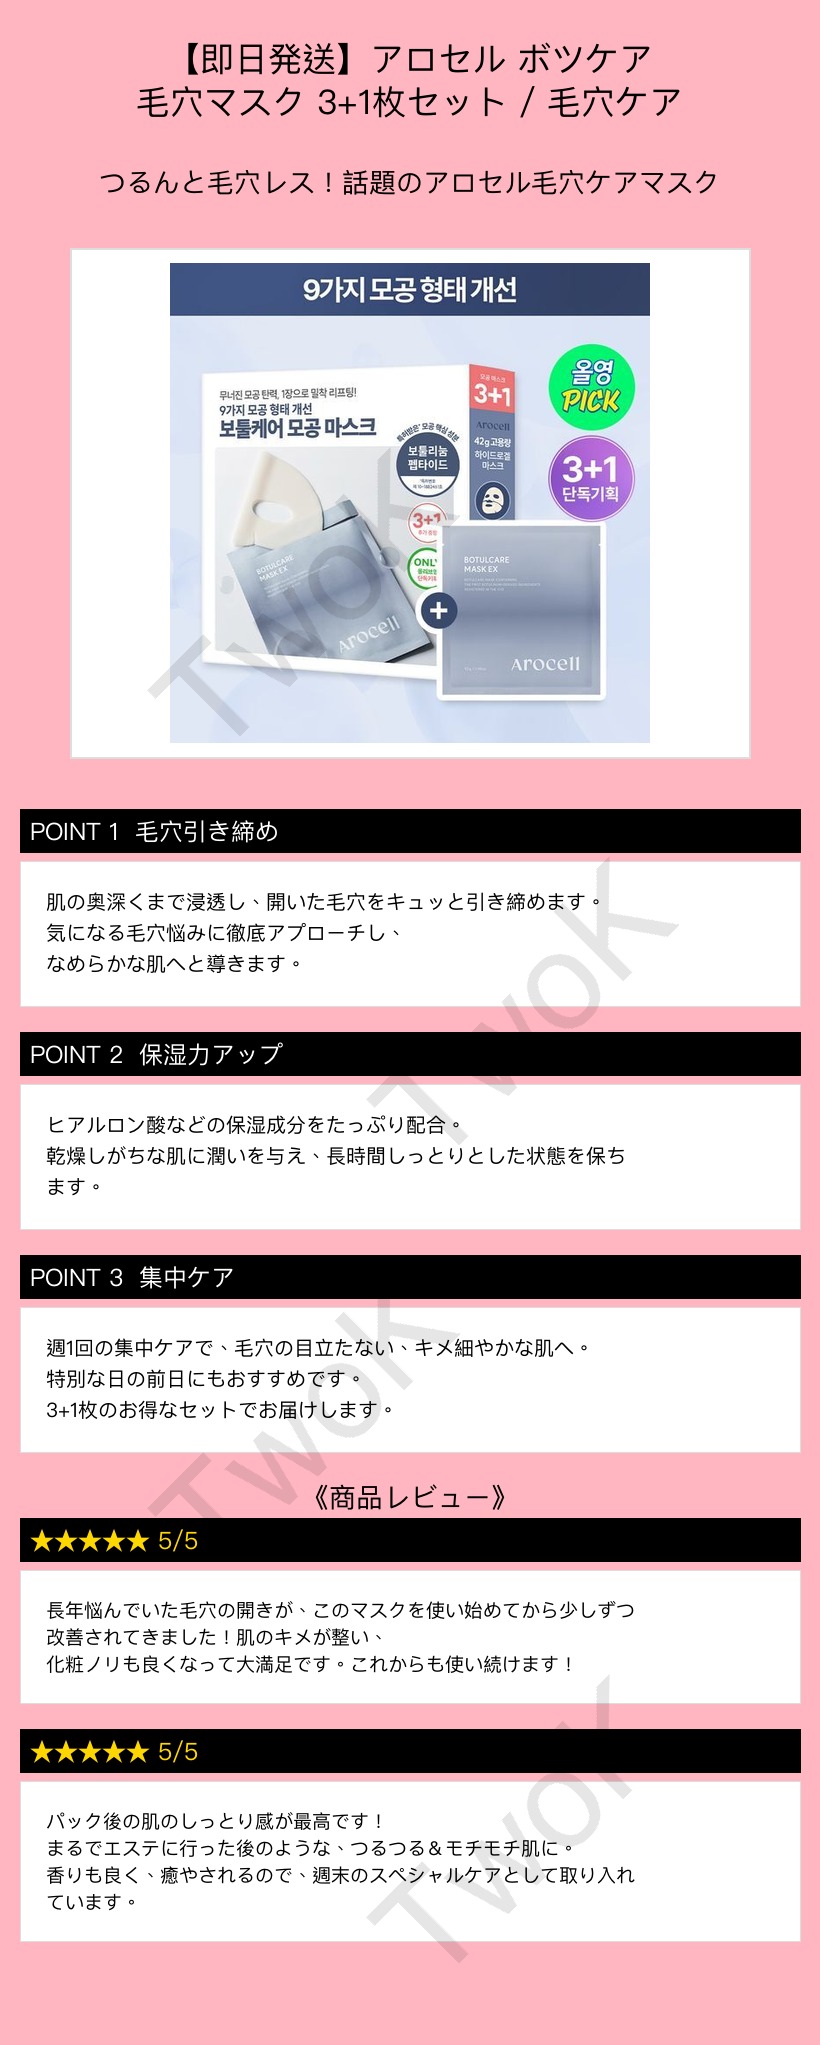 【即日発送】アロセル ボツケア
毛穴マスク 3+1枚セット / 毛穴ケア
つるんと毛穴レス！話題のアロセル毛穴ケアマスク
9가지 모공 형태 개선
무너진 모공 탄력, 1장으로 밀착 리프팅!
9가지 모공 형태 개선
보툴케어 모공 마스크
특허받은* 모공 핵심 성분
보툴리눔
펩타이드
3+1
ONLY
BOTULCARE
MASK EX
Arocell
모공 마스크
3+1
Arocell
42g 고용량
하이드로겔
마스크
올영
PICK
3+1
단독기획
+
BOTULCARE
MASK EX
Arocell
POINT 1 毛穴引き締め
肌の奥深くまで浸透し、開いた毛穴をキュッと引き締めます。
気になる毛穴悩みに徹底アプローチし、
なめらかな肌へと導きます。
POINT 2 保湿力アップ
ヒアルロン酸などの保湿成分をたっぷり配合。
乾燥しがちな肌に潤いを与え、長時間しっとりとした状態を保ち
ます。
POINT 3 集中ケア
週1回の集中ケアで、毛穴の目立たない、キメ細やかな肌へ。
特別な日の前日にもおすすめです。
3+1枚のお得なセットでお届けします。
《商品レビュー》
★★★★★ 5/5
長年悩んでいた毛穴の開きが、このマスクを使い始めてから少しずつ
改善されてきました！肌のキメが整い、
化粧ノリも良くなって大満足です。これからも使い続けます！
★★★★★ 5/5
パック後の肌のしっとり感が最高です！
まるでエステに行った後のような、つるつる＆モチモチ肌に。
香りも良く、癒やされるので、週末のスペシャルケアとして取り入れ
ています。
TwoK
TwoK
TwoK
TwoK